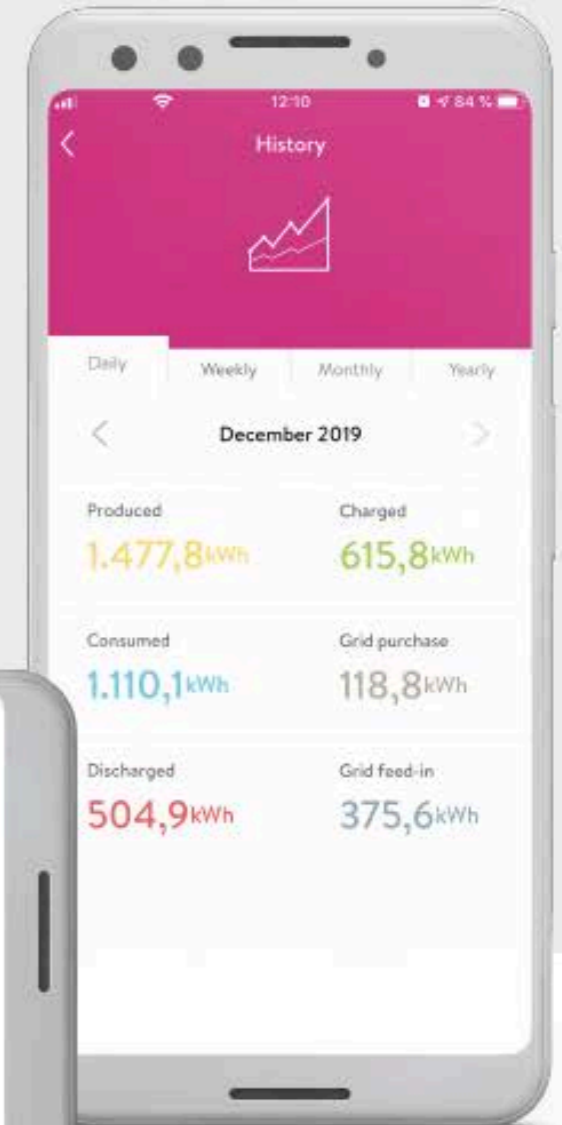 12:10
84 %
History
Daily
Weekly
Monthly
Yearly
December 2019
Produced
Charged
1.477,8kWh
615,8kWh
Consumed
Grid purchase
1.110,1kWh
118,8kWh
Discharged
Grid feed-in
504,9kWh
375,6kWh